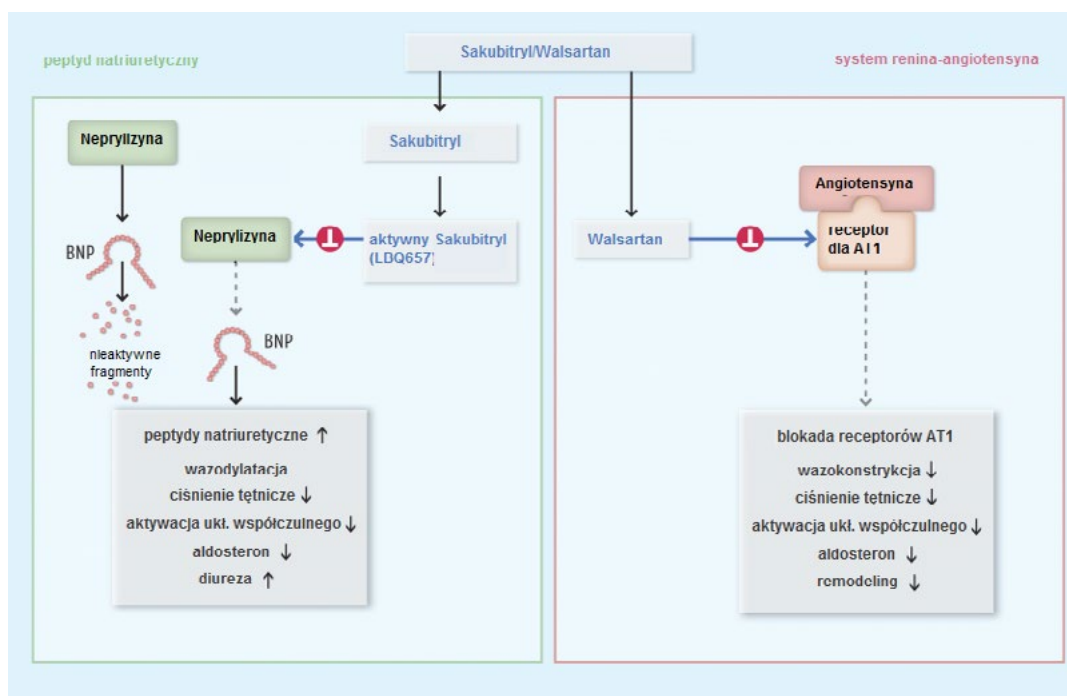 peptyd natriuretyczny
Sakubitryl/Walsartan
system renina-angiotensyna
Neprylizyna
Sakubitryl
BNP
Neprylizyna
aktywny Sakubitryl
(LBQ657)
nieaktywne
fragmenty
BNP
peptydy natriuretyczne ↑
wazodylatacja
ciśnienie tętnicze ↓
aktywacja ukł. współczulnego ↓
aldosteron ↓
diureza ↑
Walsartan
Angiotensyna
receptor
dla AT1
blokada receptorów AT1
wazokonstrykcja ↓
ciśnienie tętnicze ↓
aktywacja ukł. współczulnego ↓
aldosteron ↓
remodeling ↓